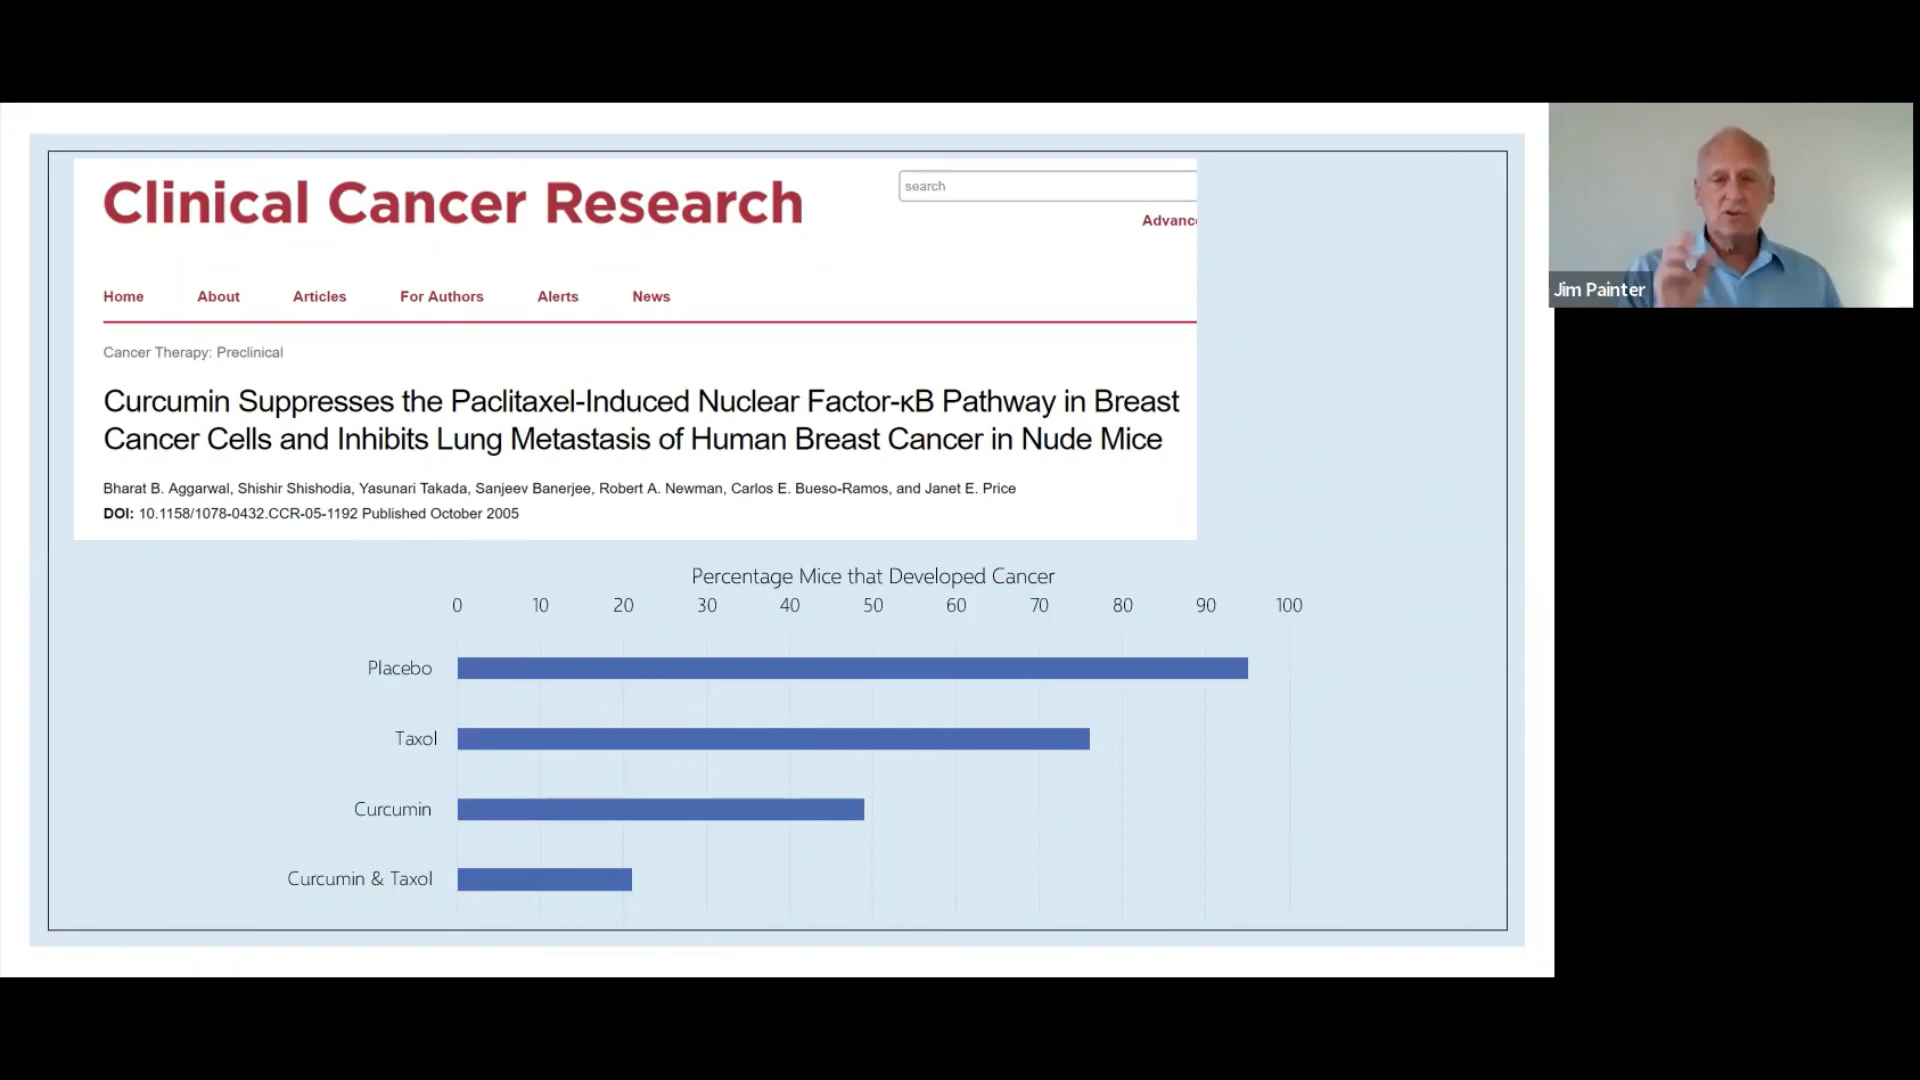 Clinical Cancer Research
search
Advanc
Home About Articles For Authors Alerts News
Cancer Therapy: Preclinical
Curcumin Suppresses the Paclitaxel-Induced Nuclear Factor-κB Pathway in Breast
Cancer Cells and Inhibits Lung Metastasis of Human Breast Cancer in Nude Mice
Bharat B. Aggarwal, Shishir Shishodia, Yasunari Takada, Sanjeev Banerjee, Robert A. Newman, Carlos E. Bueso-Ramos, and Janet E. Price
DOI: 10.1158/1078-0432.CCR-05-1192 Published October 2005
Percentage Mice that Developed Cancer
0 10 20 30 40 50 60 70 80 90 100
Placebo
Taxol
Curcumin
Curcumin & Taxol
Jim Painter